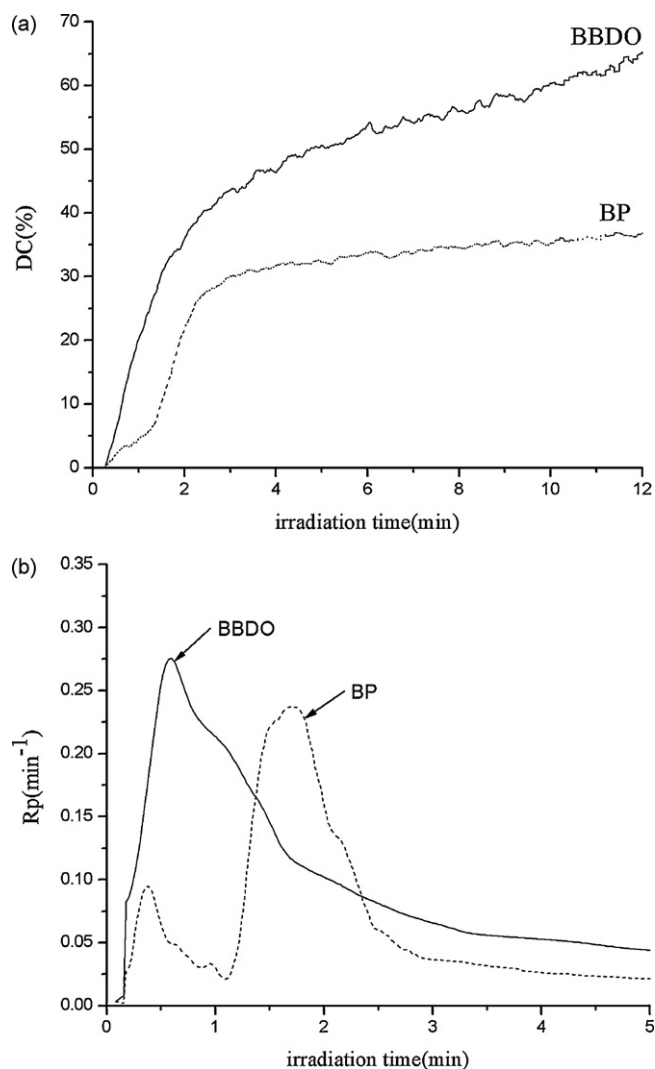 (a)
70
BBDO
60
50
40
BP
DC(%)
30
20
10
0
0 2 4 6 8 10 12
irradiation time(min)
(b)
0.35
0.30
BBDO
0.25
BP
0.20
Rp(min⁻¹)
0.15
0.10
0.05
0.00
0 1 2 3 4 5
irradiation time(min)